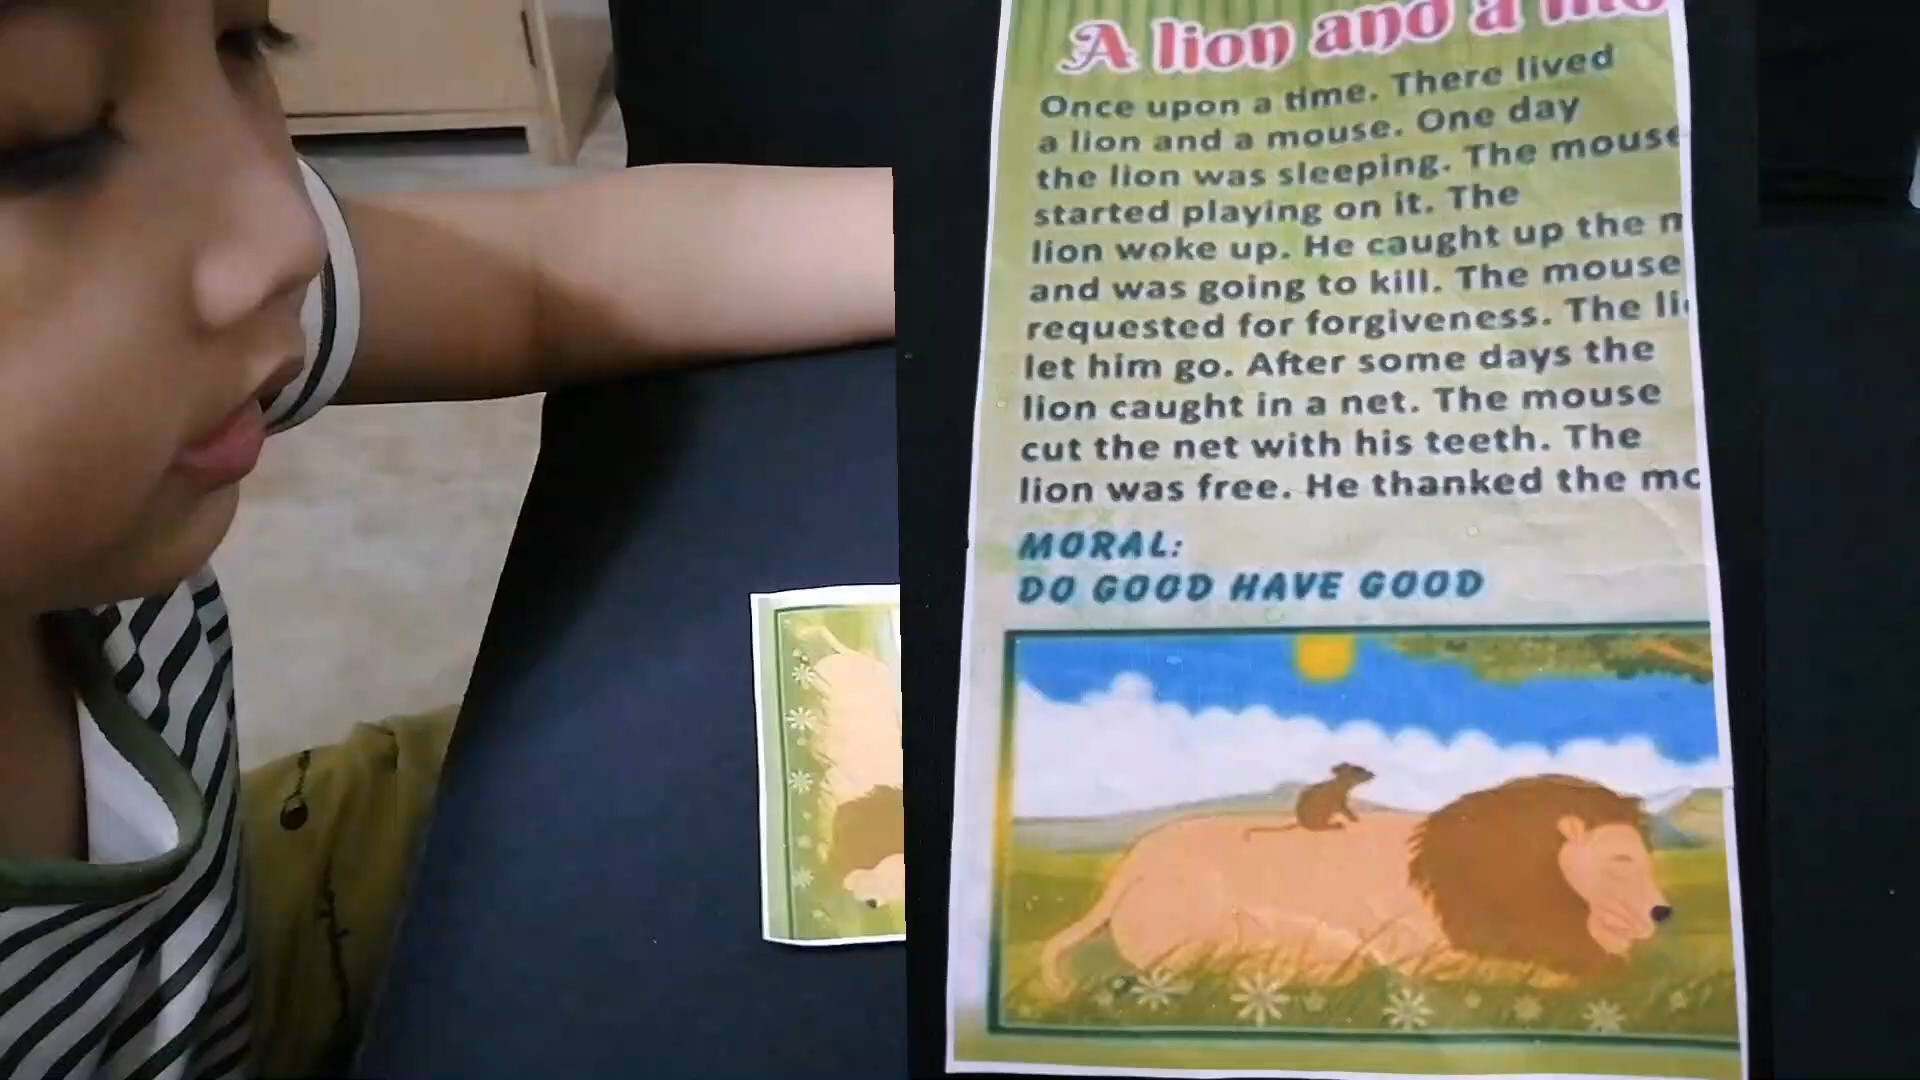 A lion and a
Once upon a time. There lived
a lion and a mouse. One day
the lion was sleeping. The mouse
started playing on it. The
lion woke up. He caught up the
and was going to kill. The mouse
requested for forgiveness. The
let him go. After some days the
lion caught in a net. The mouse
cut the net with his teeth. The
lion was free. He thanked the
MORAL:
DO GOOD HAVE GOOD